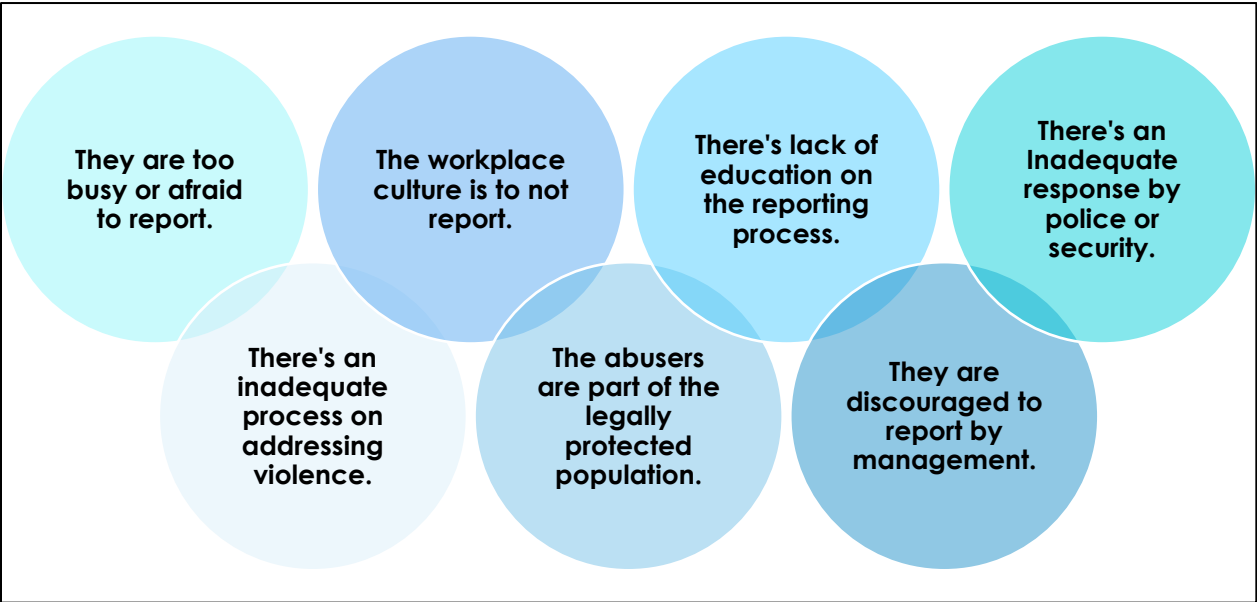 They are too
busy or afraid
to report.
The workplace
culture is to not
report.
There's lack of
education on
the reporting
process.
There's an
Inadequate
response by
police or
security.
There's an
inadequate
process on
addressing
violence.
The abusers
are part of the
legally
protected
population.
They are
discouraged to
report by
management.